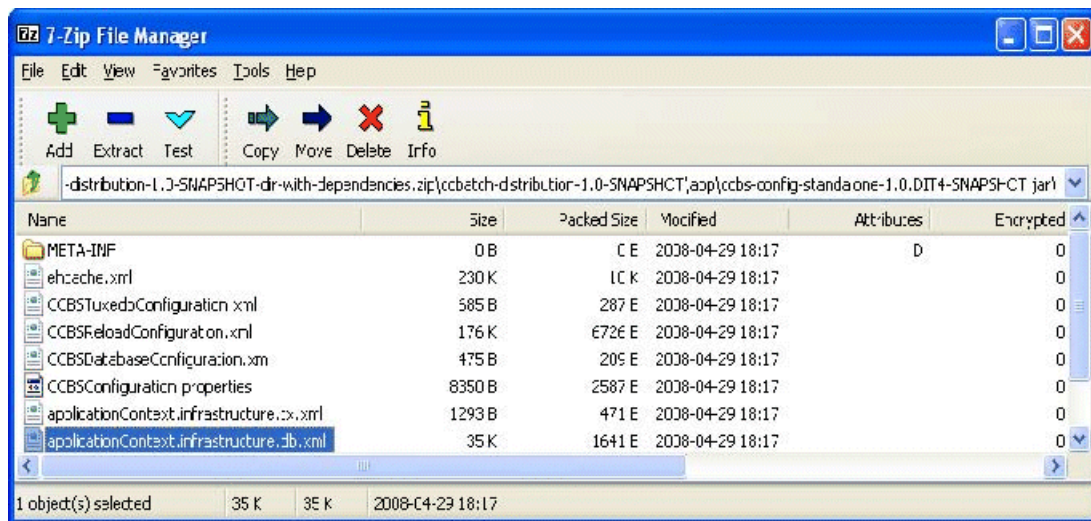 7-Zip File Manager
File Edit View Favorites Tools Help
Add Extract Test Copy Move Delete Info
-distribution-1.0-SNAPSHOT-dir-with-dependencies.zip\ccbatch-distribution-1.0-SNAPSHOT\app\ccbs-config-standalone-1.0.DIT4-SNAPSHOT.jar\
Name Size Packed Size Modified Attributes Encrypted
META-INF 0 B 0 B 2008-04-29 18:17 D 0
ehcache.xml 230 K 10 K 2008-04-29 18:17 0
CCBSTuxedoConfiguration.xml 685 B 287 B 2008-04-29 18:17 0
CCBSReloadConfiguration.xml 176 K 6726 B 2008-04-29 18:17 0
CCBSDatabaseConfiguration.xml 475 B 209 B 2008-04-29 18:17 0
CCBSConfiguration.properties 8350 B 2587 B 2008-04-29 18:17 0
applicationContext.infrastructure.cx.xml 1293 B 471 B 2008-04-29 18:17 0
applicationContext.infrastructure.db.xml 35 K 1641 B 2008-04-29 18:17 0
1 object(s) selected 35 K 35 K 2008-04-29 18:17